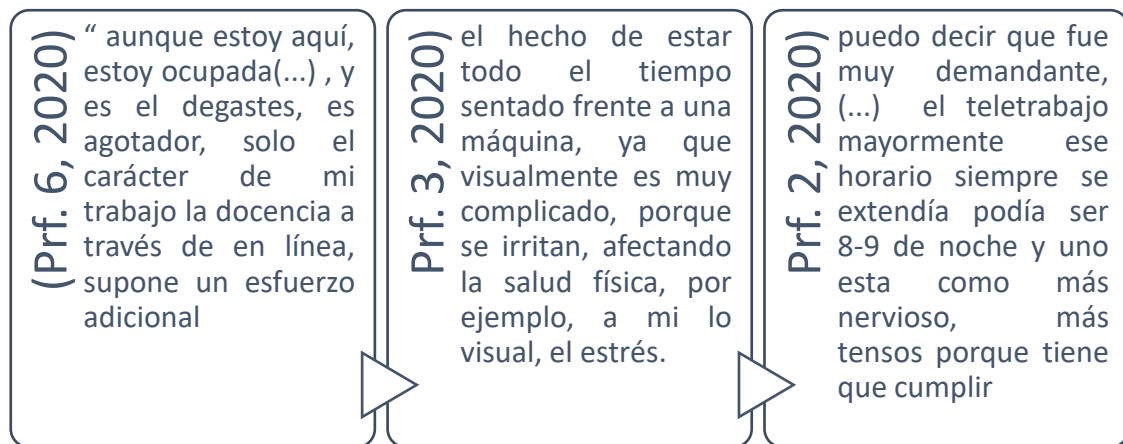 (Prf. 6, 2020)
“ aunque estoy aquí,
estoy ocupada(...) , y
es el degastes, es
agotador, solo el
carácter de mi
trabajo la docencia a
través de en línea,
supone un esfuerzo
adicional
Prf. 3, 2020)
el hecho de estar
todo el tiempo
sentado frente a una
máquina, ya que
visualmente es muy
complicado, porque
se irritan, afectando
la salud física, por
ejemplo, a mi lo
visual, el estrés.
Prf. 2, 2020)
puedo decir que fue
muy demandante,
(...) el teletrabajo
mayormente ese
horario siempre se
extendía podía ser
8-9 de noche y uno
esta como más
nervioso, más
tensos porque tiene
que cumplir